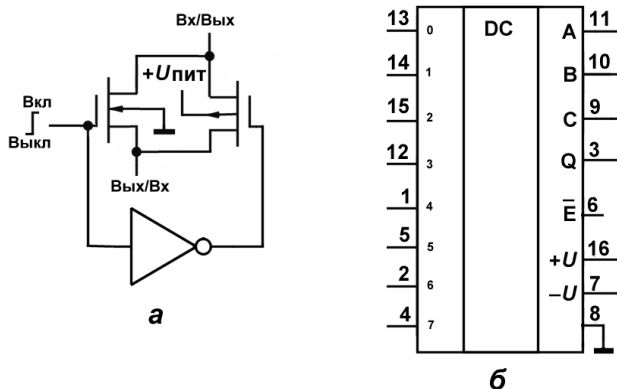 Вх/Вых
+Uпит
Вкл
Выкл
Вых/Вх
а
13 0 DC A 11
14 1 B 10
15 2 C 9
12 3 Q 3
1 4 E̅ 6
5 5 +U 16
2 6 –U 7
4 7 8
б